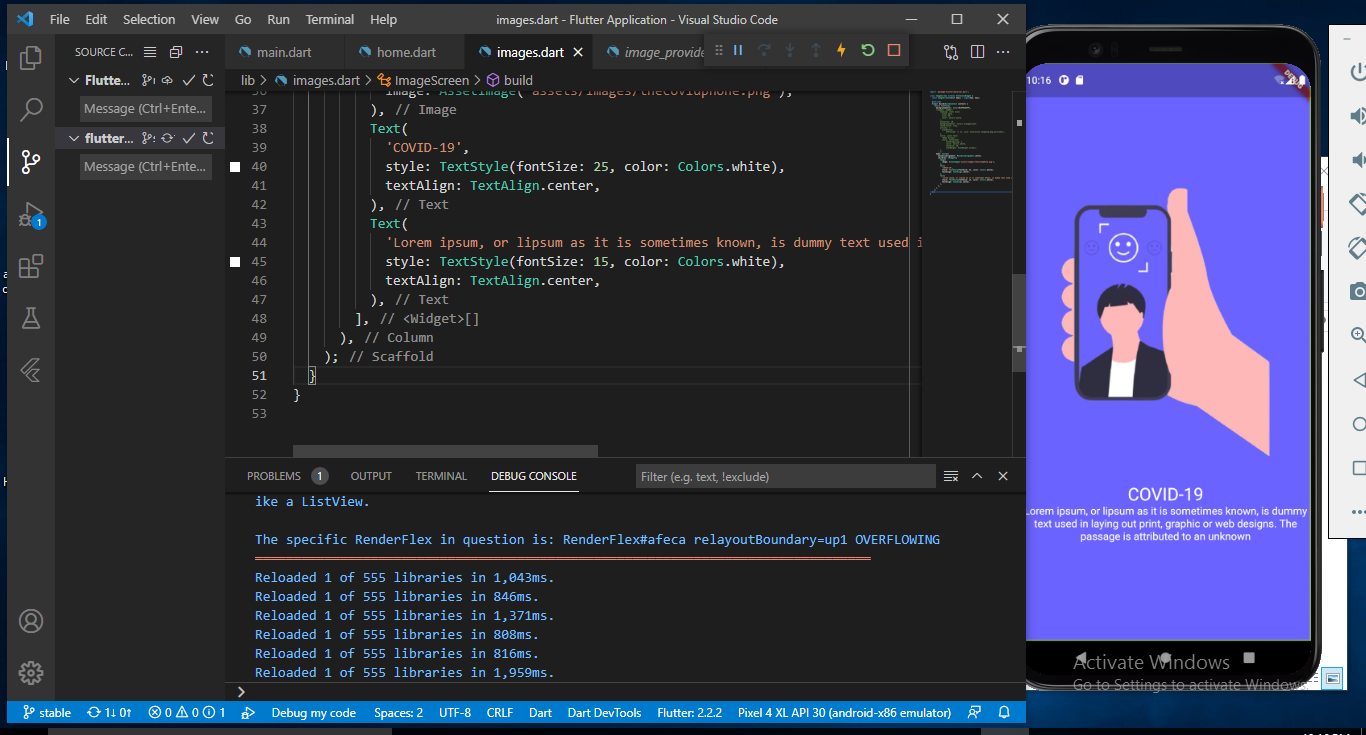 File Edit Selection View Go Run Terminal Help images.dart - Flutter Application - Visual Studio Code
SOURCE C...
main.dart home.dart images.dart image_provide
Flutte...
Message (Ctrl+Ente...
flutter...
Message (Ctrl+Ente...
1
lib > images.dart > ImageScreen > build
36 image: AssetImage('assets/images/thecovidphone.png'),
37 ), // Image
38 Text(
39 'COVID-19',
40 style: TextStyle(fontSize: 25, color: Colors.white),
41 textAlign: TextAlign.center,
42 ), // Text
43 Text(
44 'Lorem ipsum, or lipsum as it is sometimes known, is dummy text used i
45 style: TextStyle(fontSize: 15, color: Colors.white),
46 textAlign: TextAlign.center,
47 ), // Text
48 ], // <Widget>[]
49 ), // Column
50 ); // Scaffold
51 }
52 }
53
PROBLEMS 1 OUTPUT TERMINAL DEBUG CONSOLE Filter (e.g. text, !exclude)
ike a ListView.
The specific RenderFlex in question is: RenderFlex#afeca relayoutBoundary=up1 OVERFLOWING
Reloaded 1 of 555 libraries in 1,043ms.
Reloaded 1 of 555 libraries in 846ms.
Reloaded 1 of 555 libraries in 1,371ms.
Reloaded 1 of 555 libraries in 808ms.
Reloaded 1 of 555 libraries in 816ms.
Reloaded 1 of 555 libraries in 1,959ms.
stable 1↓ 0↑ 0 0 1 Debug my code Spaces: 2 UTF-8 CRLF Dart Dart DevTools Flutter: 2.2.2 Pixel 4 XL API 30 (android-x86 emulator)
10:16
DEBUG
COVID-19
Lorem ipsum, or lipsum as it is sometimes known, is dummy
text used in laying out print, graphic or web designs. The
passage is attributed to an unknown
Activate Windows
Go to Settings to activate Windows.